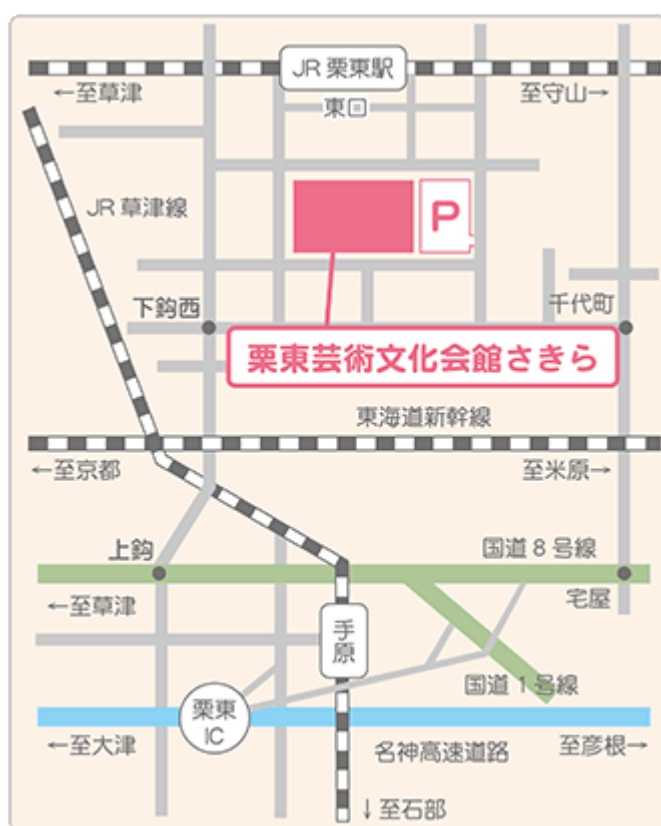 JR栗東駅
←至草津
東口
至守山→
JR草津線
P
下鈎西
千代町
栗東芸術文化会館さきら
東海道新幹線
←至京都
至米原→
上鈎
国道8号線
←至草津
宅屋
手原
国道1号線
栗東
IC
←至大津
名神高速道路
至彦根→
↓至石部